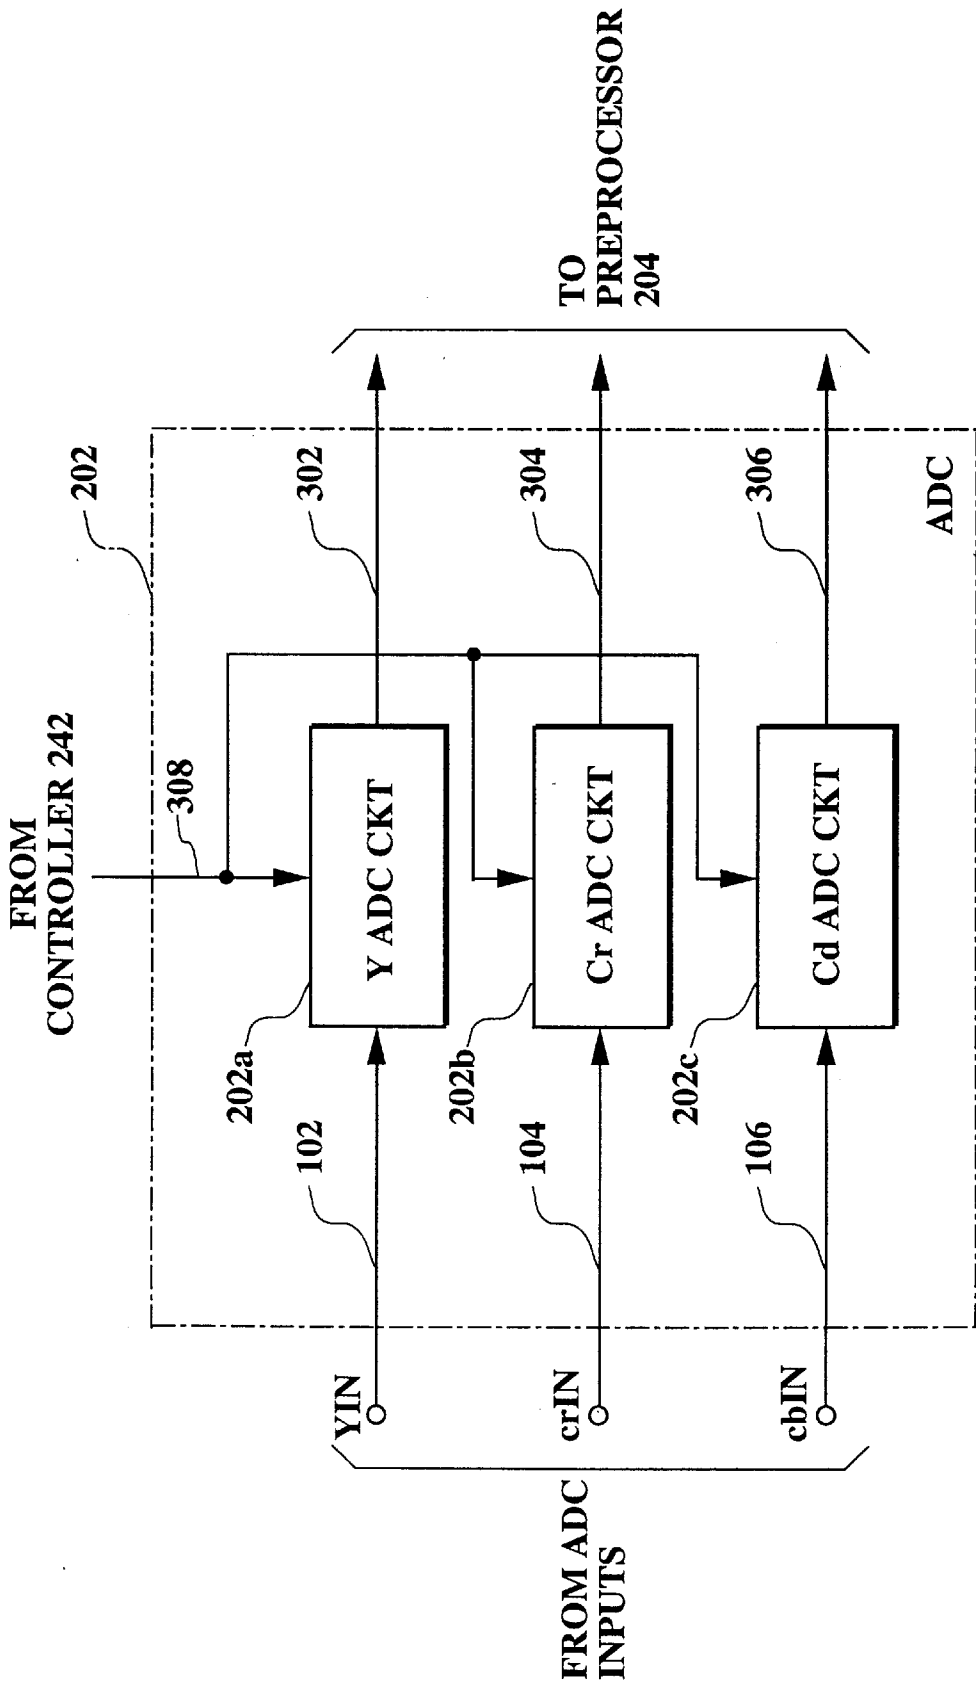 FROM
CONTROLLER 242
308
202
YIN
102
202a
Y ADC CKT
302
crIN
104
202b
Cr ADC CKT
304
cbIN
106
202c
Cd ADC CKT
306
ADC
FROM ADC
INPUTS
TO
PREPROCESSOR
204